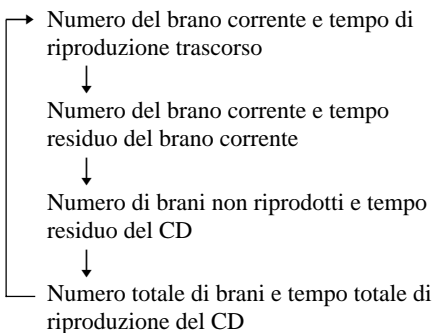 Numero del brano corrente e tempo di
riproduzione trascorso
Numero del brano corrente e tempo
residuo del brano corrente
Numero di brani non riprodotti e tempo
residuo del CD
Numero totale di brani e tempo totale di
riproduzione del CD